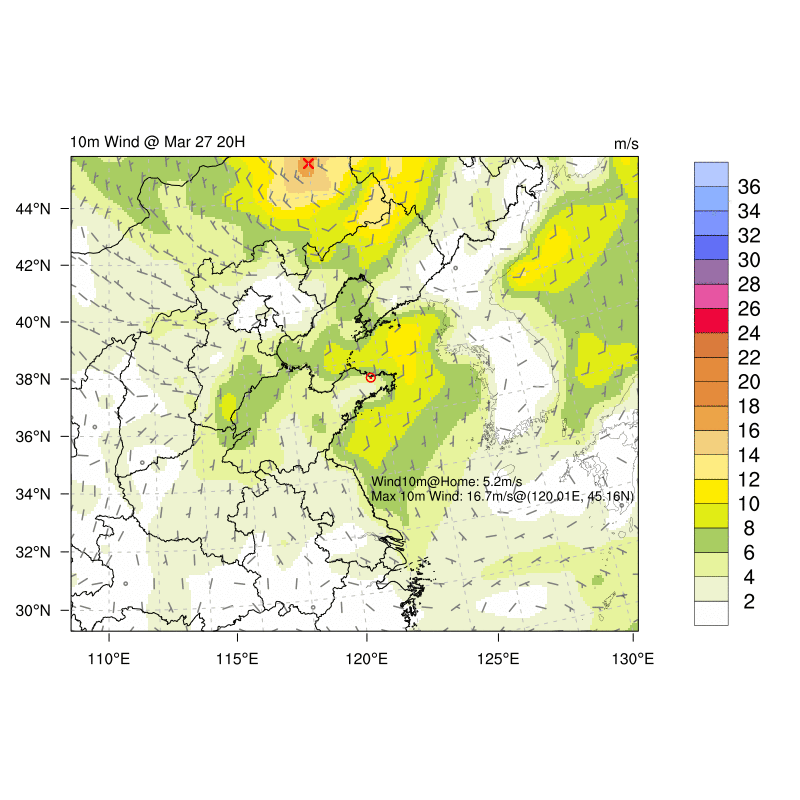 10m Wind @ Mar 27 20H
m/s
44°N
42°N
40°N
38°N
36°N
34°N
32°N
30°N
110°E
115°E
120°E
125°E
130°E
Wind10m@Home: 5.2m/s
Max 10m Wind: 16.7m/s@(120.01E, 45.16N)
36
34
32
30
28
26
24
22
20
18
16
14
12
10
8
6
4
2